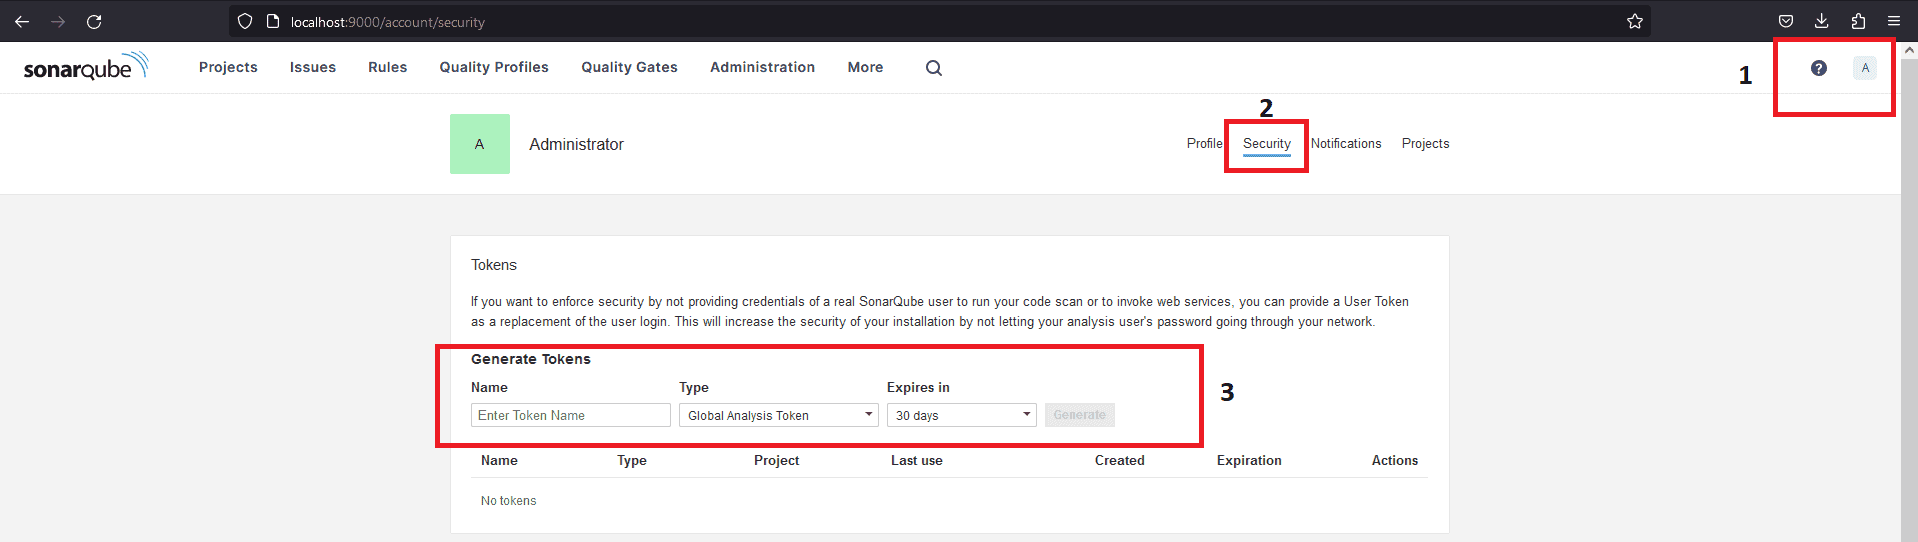 localhost:9000/account/security
sonarqube Projects Issues Rules Quality Profiles Quality Gates Administration More ? A
1
2
A Administrator Profile Security Notifications Projects
Tokens
If you want to enforce security by not providing credentials of a real SonarQube user to run your code scan or to invoke web services, you can provide a User Token
as a replacement of the user login. This will increase the security of your installation by not letting your analysis user's password going through your network.
Generate Tokens
Name Type Expires in
3
Enter Token Name Global Analysis Token 30 days Generate
Name Type Project Last use Created Expiration Actions
No tokens